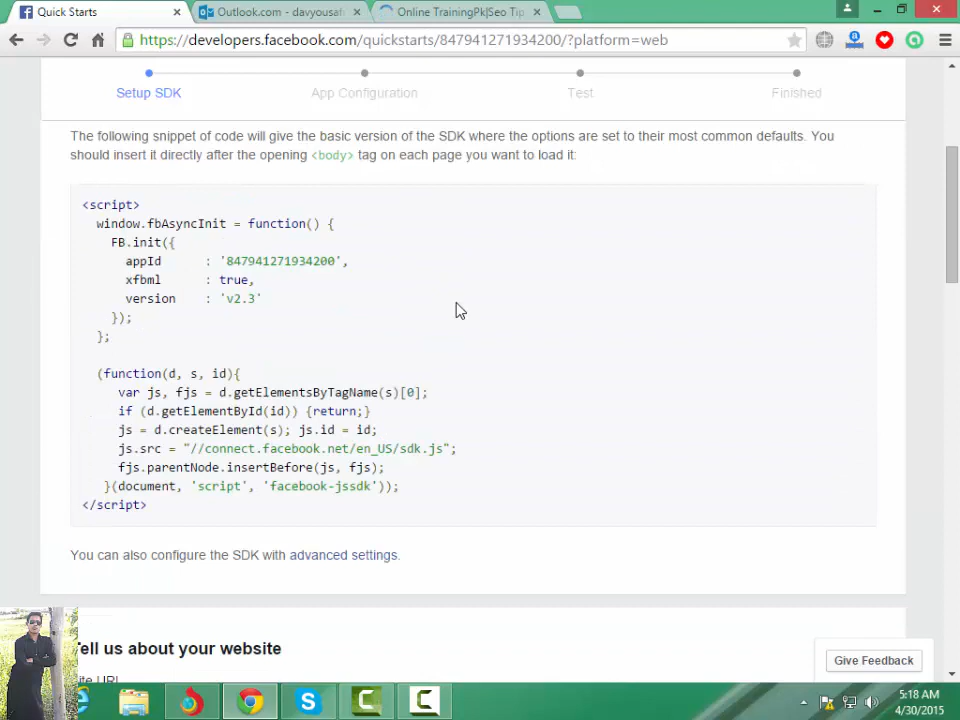 Quick Starts
Outlook.com - davyousaf
Online TrainingPk|Seo Tip
https://developers.facebook.com/quickstarts/847941271934200/?platform=web
Setup SDK
App Configuration
Test
Finished
The following snippet of code will give the basic version of the SDK where the options are set to their most common defaults. You
should insert it directly after the opening <body> tag on each page you want to load it:
<script>
window.fbAsyncInit = function() {
FB.init({
appId      : '847941271934200',
xfbml      : true,
version    : 'v2.3'
});
};
(function(d, s, id){
var js, fjs = d.getElementsByTagName(s)[0];
if (d.getElementById(id)) {return;}
js = d.createElement(s); js.id = id;
js.src = "//connect.facebook.net/en_US/sdk.js";
fjs.parentNode.insertBefore(js, fjs);
}(document, 'script', 'facebook-jssdk'));
</script>
You can also configure the SDK with advanced settings.
Tell us about your website
Give Feedback
5:18 AM
4/30/2015